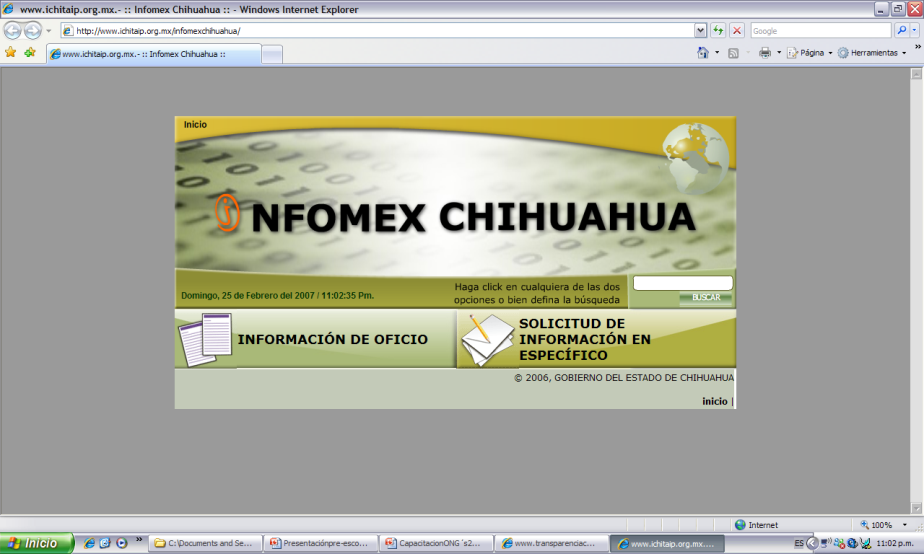 www.ichitaip.org.mx.- :: Infomex Chihuahua :: - Windows Internet Explorer
http://www.ichitaip.org.mx/infomexchihuahua/
Google
www.ichitaip.org.mx.- :: Infomex Chihuahua ::
Página
Herramientas
»
Inicio
iNFOMEX CHIHUAHUA
Domingo, 25 de Febrero del 2007 / 11:02:35 Pm.
Haga click en cualquiera de las dos
opciones o bien defina la búsqueda
BUSCAR
INFORMACIÓN DE OFICIO
SOLICITUD DE
INFORMACIÓN EN
ESPECÍFICO
© 2006, GOBIERNO DEL ESTADO DE CHIHUAHUA
inicio |
Internet
100%
Inicio
»
C:\Documents and Se...
Presentaciónpre-esco...
CapacitacionONG´s2...
www.transparenciac...
www.ichitaip.org.mx....
ES
11:02 p.m.